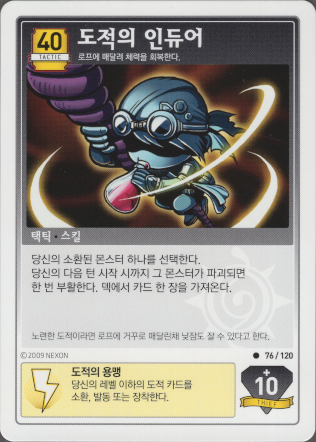 40
TACTIC
도적의 인듀어
로프에 매달려 체력을 회복한다.
택틱 · 스킬
당신의 소환된 몬스터 하나를 선택한다.
당신의 다음 턴 시작 시까지 그 몬스터가 파괴되면
한 번 부활한다. 덱에서 카드 한 장을 가져온다.
노련한 도적이라면 로프에 거꾸로 매달린채 낮잠도 잘 수 있다고 한다.
©2009 NEXON
● 76 / 120
도적의 용맹
당신의 레벨 이하의 도적 카드를
소환, 발동 또는 장착한다.
+
10
THIEF